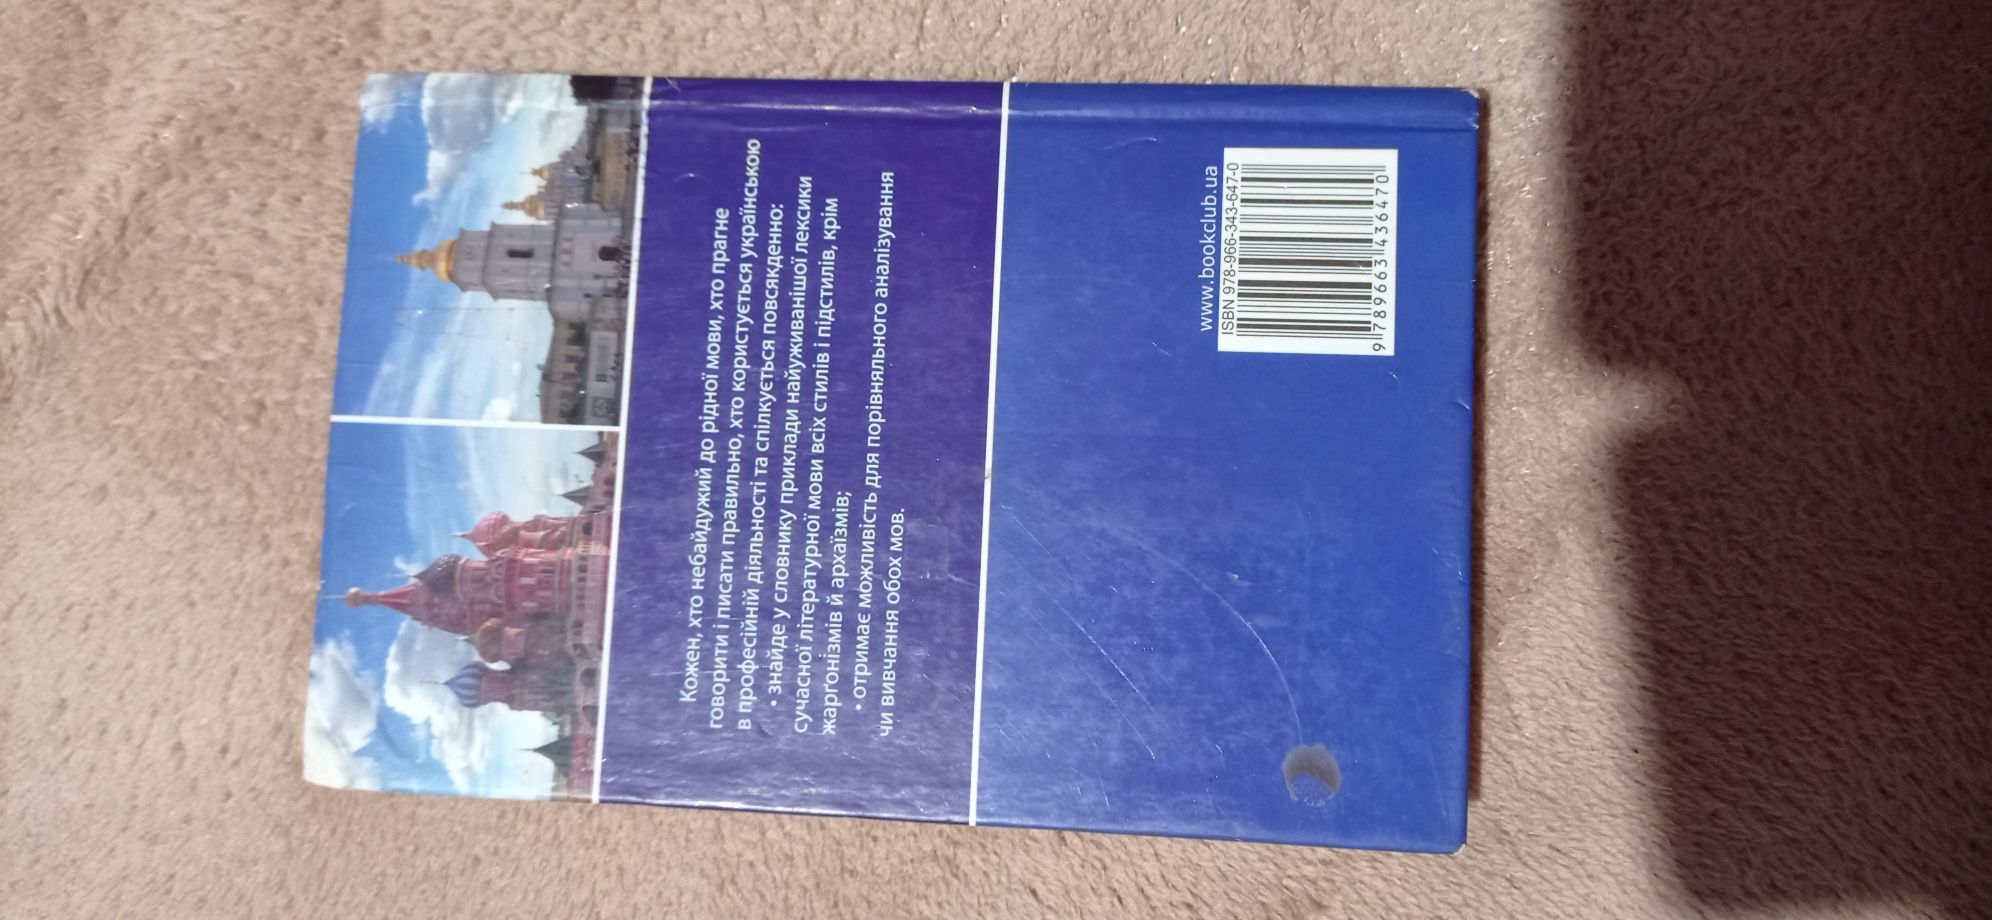 Кожен, хто небайдужий до рідної мови, хто прагне
говорити і писати правильно, хто користується українською
в професійній діяльності та спілкується повсякденно:
• знайде у словнику приклади найуживанішої лексики
сучасної літературної мови всіх стилів і підстилів, крім
жаргонізмів й архаїзмів;
• отримає можливість для порівняльного аналізування
чи вивчання обох мов.
www.bookclub.ua
ISBN 978-966-343-647-0
9 789663 436470